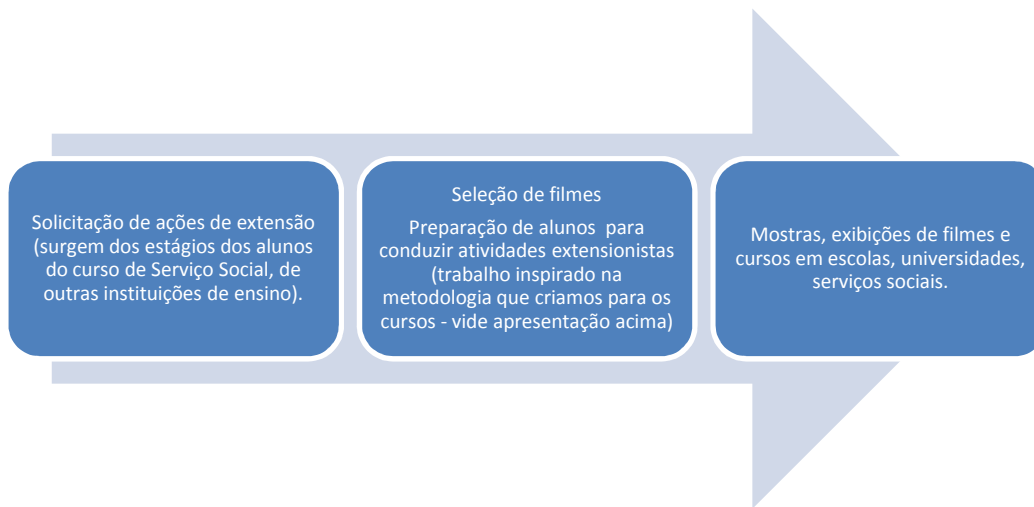 Solicitação de ações de extensão
(surgem dos estágios dos alunos
do curso de Serviço Social, de
outras instituições de ensino).
Seleção de filmes
Preparação de alunos para
conduzir atividades extensionistas
(trabalho inspirado na
metodologia que criamos para os
cursos - vide apresentação acima)
Mostras, exibições de filmes e
cursos em escolas, universidades,
serviços sociais.